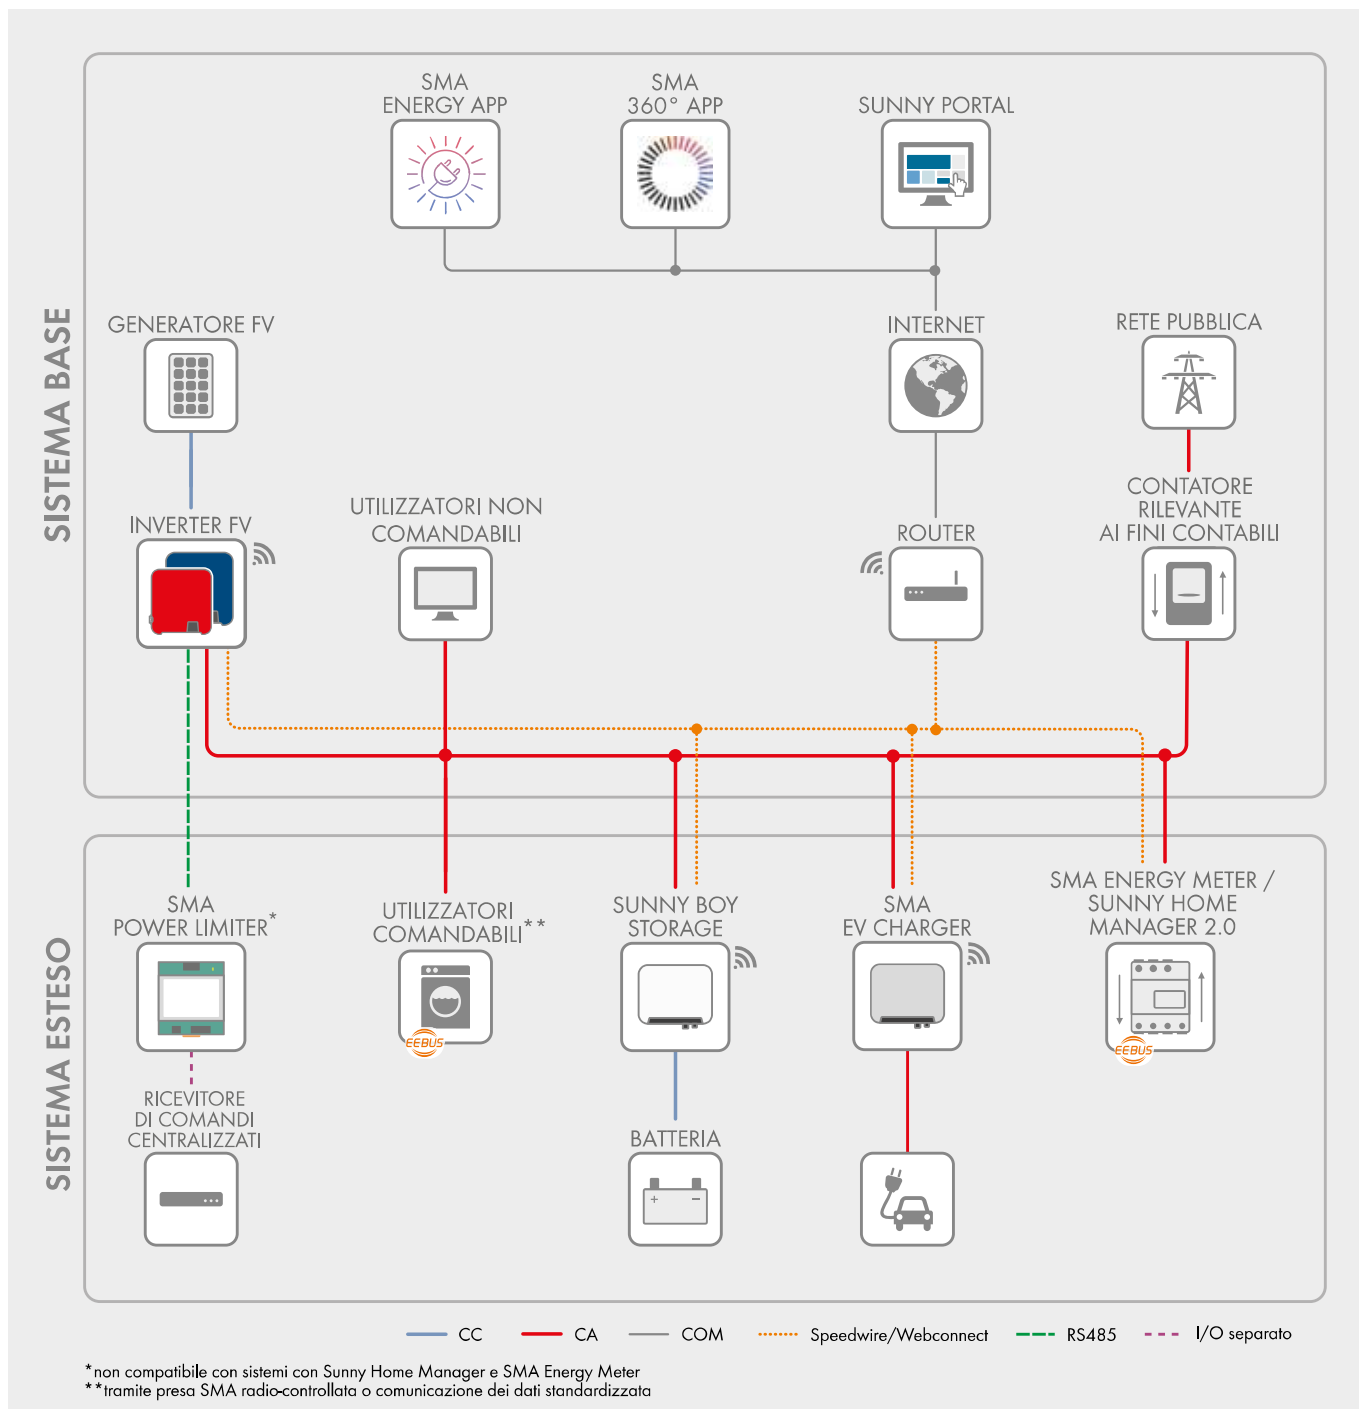 SISTEMA BASE
SMA
ENERGY APP
SMA
360° APP
SUNNY PORTAL
GENERATORE FV
INTERNET
RETE PUBBLICA
INVERTER FV
UTILIZZATORI NON
COMANDABILI
ROUTER
CONTATORE
RILEVANTE
AI FINI CONTABILI
SISTEMA ESTESO
SMA
POWER LIMITER*
UTILIZZATORI
COMANDABILI**
EEBUS
SUNNY BOY
STORAGE
SMA
EV CHARGER
SMA ENERGY METER /
SUNNY HOME
MANAGER 2.0
EEBUS
RICEVITORE
DI COMANDI
CENTRALIZZATI
BATTERIA
+ −
CC
CA
COM
Speedwire/Webconnect
RS485
I/O separato
*non compatibile con sistemi con Sunny Home Manager e SMA Energy Meter
**tramite presa SMA radio-controllata o comunicazione dei dati standardizzata